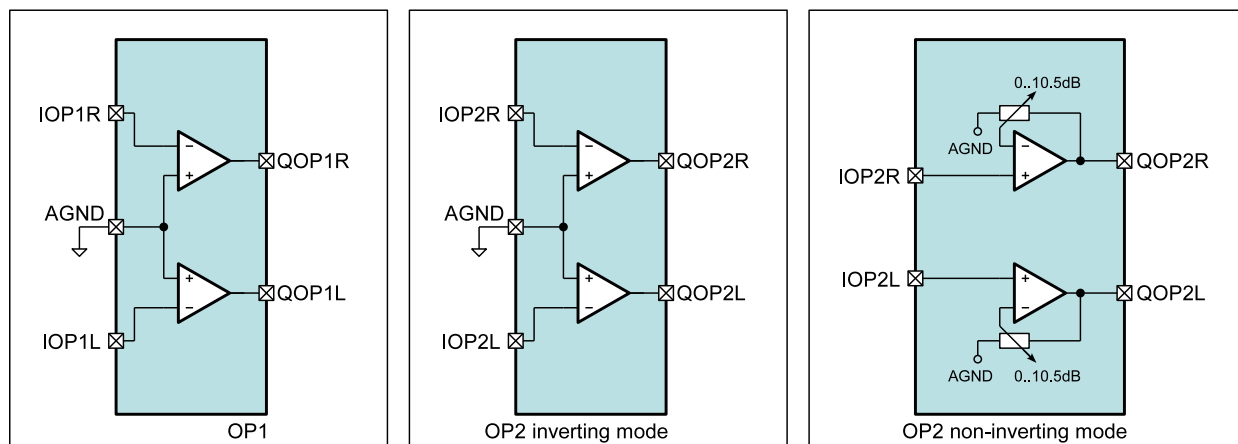 IOP1R
−
+
QOP1R
AGND
+
−
QOP1L
IOP1L
OP1
IOP2R
−
+
QOP2R
AGND
+
−
QOP2L
IOP2L
OP2 inverting mode
0..10.5dB
AGND
−
+
QOP2R
IOP2R
IOP2L
+
−
QOP2L
AGND
0..10.5dB
OP2 non-inverting mode